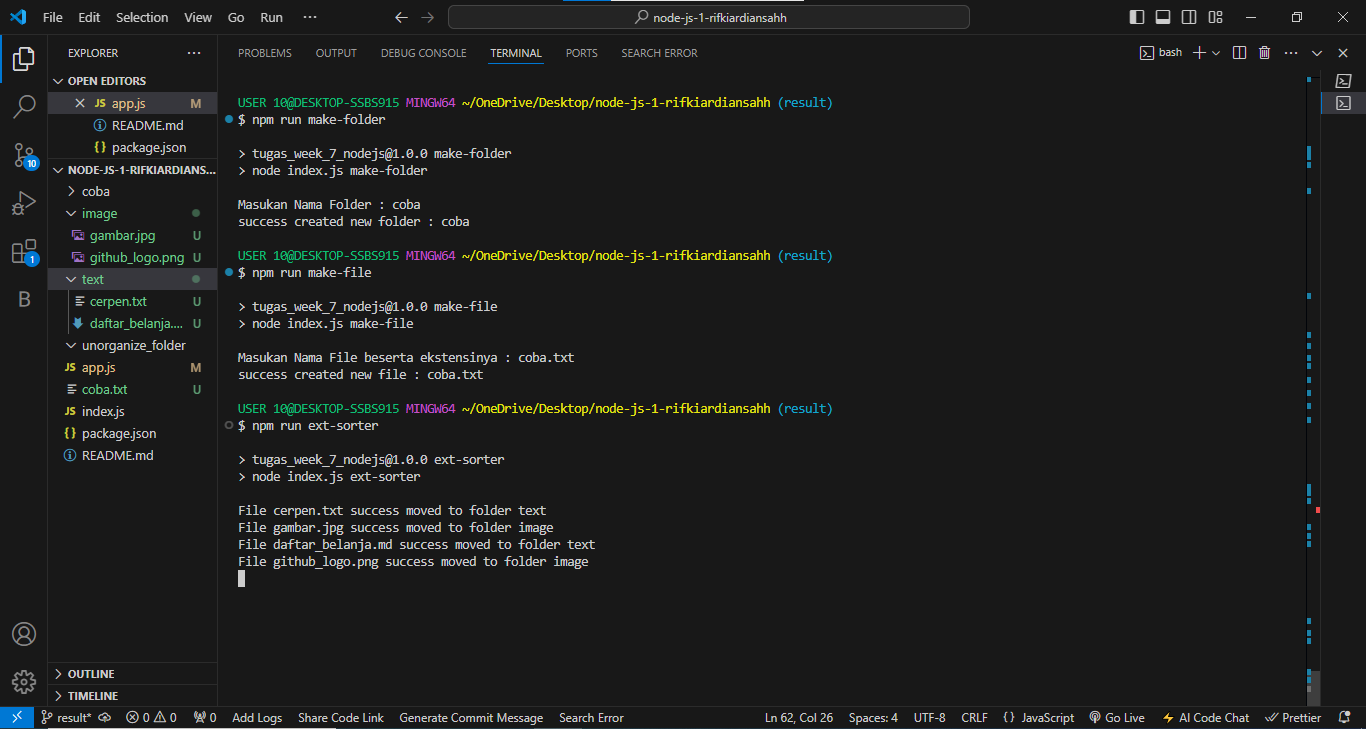 File Edit Selection View Go Run ···
node-js-1-rifkiardiansahh
EXPLORER ···
OPEN EDITORS
JS app.js M
README.md
{} package.json
NODE-JS-1-RIFKIARDIANS...
coba
image
gambar.jpg U
github_logo.png U
text
cerpen.txt U
daftar_belanja.... U
unorganize_folder
JS app.js M
coba.txt U
JS index.js
{} package.json
README.md
OUTLINE
TIMELINE
10
1
B
PROBLEMS OUTPUT DEBUG CONSOLE TERMINAL PORTS SEARCH ERROR
bash
USER 10@DESKTOP-SSBS915 MINGW64 ~/OneDrive/Desktop/node-js-1-rifkiardiansahh (result)
$ npm run make-folder
> tugas_week_7_nodejs@1.0.0 make-folder
> node index.js make-folder
Masukan Nama Folder : coba
success created new folder : coba
USER 10@DESKTOP-SSBS915 MINGW64 ~/OneDrive/Desktop/node-js-1-rifkiardiansahh (result)
$ npm run make-file
> tugas_week_7_nodejs@1.0.0 make-file
> node index.js make-file
Masukan Nama File beserta ekstensinya : coba.txt
success created new file : coba.txt
USER 10@DESKTOP-SSBS915 MINGW64 ~/OneDrive/Desktop/node-js-1-rifkiardiansahh (result)
$ npm run ext-sorter
> tugas_week_7_nodejs@1.0.0 ext-sorter
> node index.js ext-sorter
File cerpen.txt success moved to folder text
File gambar.jpg success moved to folder image
File daftar_belanja.md success moved to folder text
File github_logo.png success moved to folder image
result* 0 0 0 Add Logs Share Code Link Generate Commit Message Search Error Ln 62, Col 26 Spaces: 4 UTF-8 CRLF {} JavaScript Go Live AI Code Chat Prettier